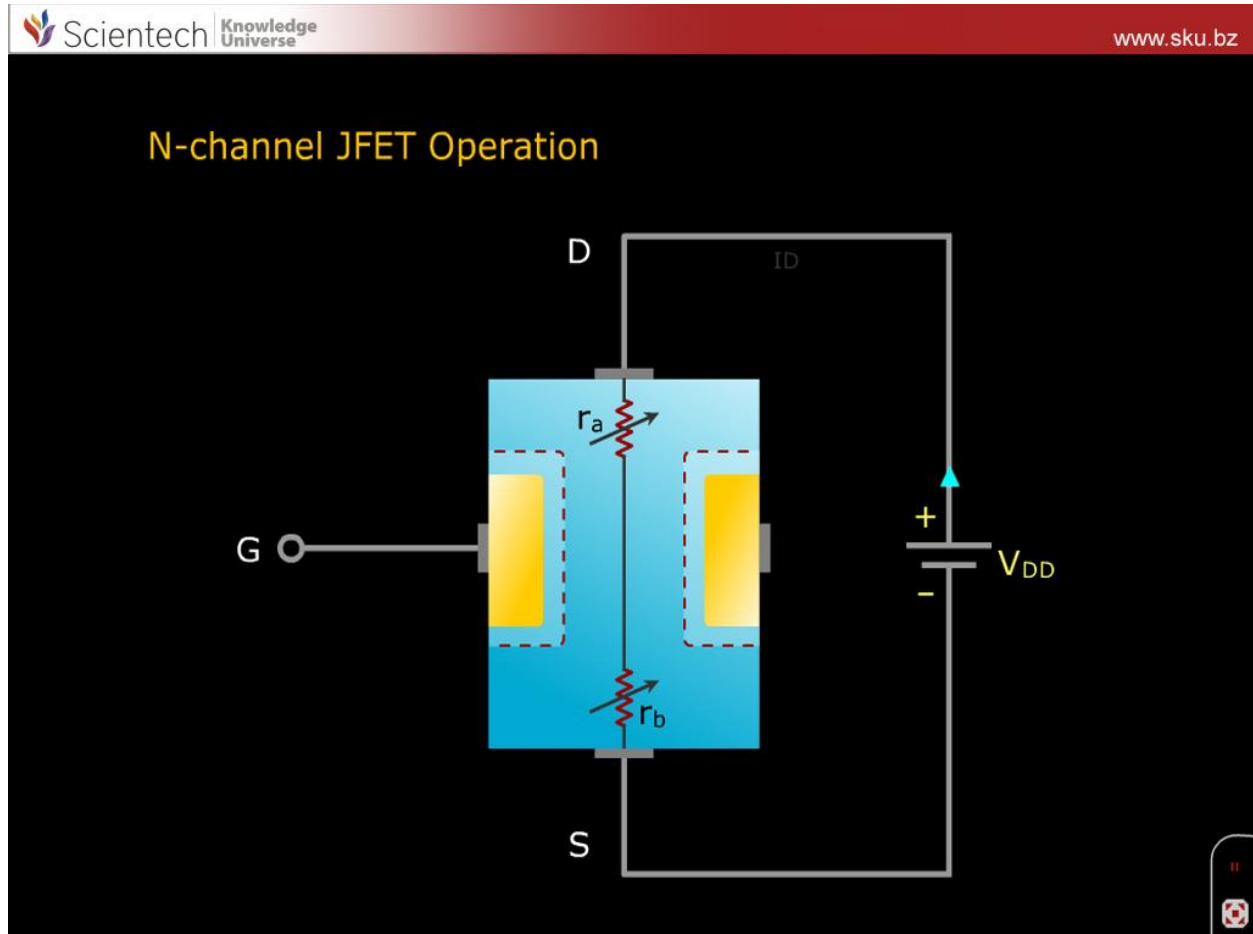 Scientech Knowledge Universe
www.sku.bz
N-channel JFET Operation
D
ID
ra
G
+
VDD
-
rb
S